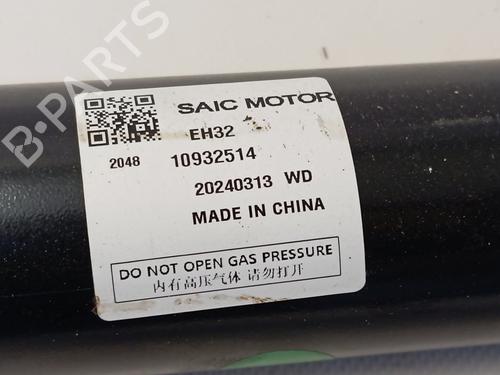 B-PARTS
SAIC MOTOR
EH32
2048 10932514
20240313 WD
MADE IN CHINA
DO NOT OPEN GAS PRESSURE
内有高压气体 请勿打开